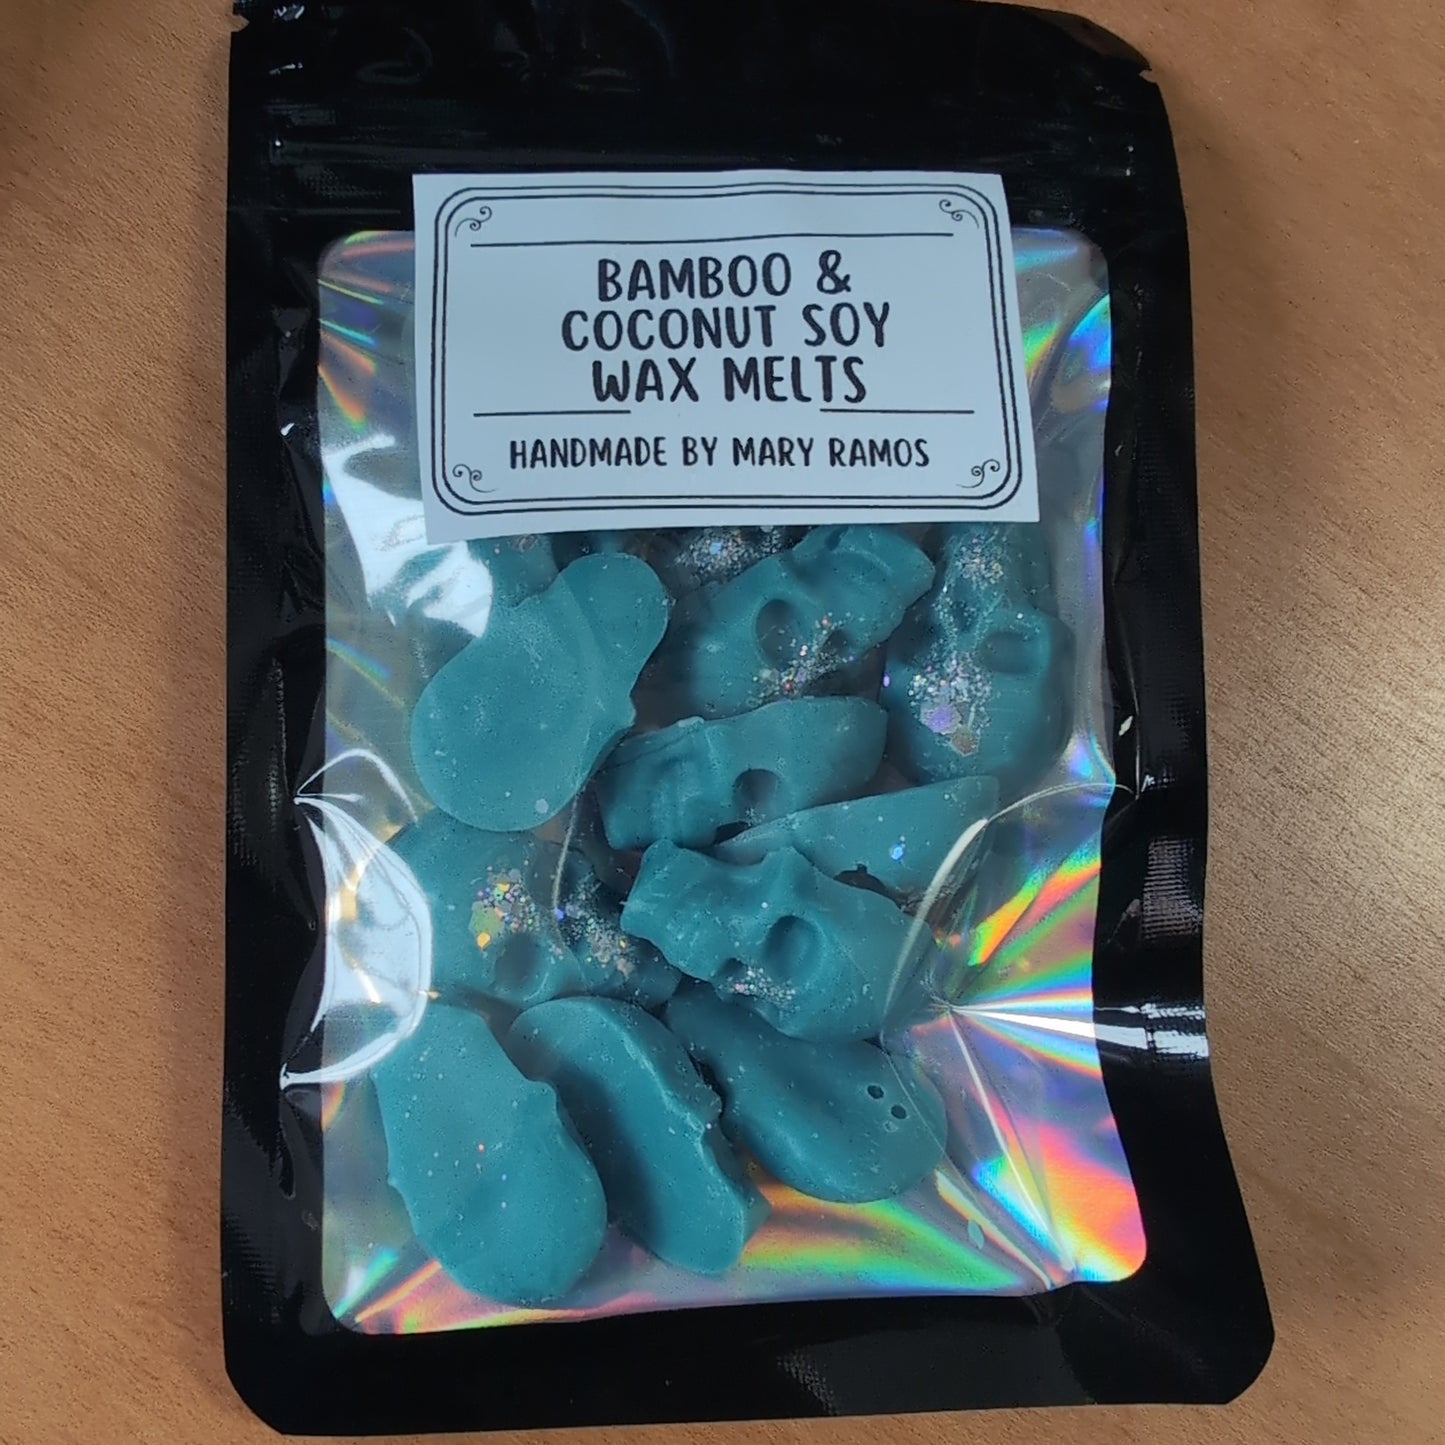 BAMBOO &
COCONUT SOY
WAX MELTS
HANDMADE BY MARY RAMOS